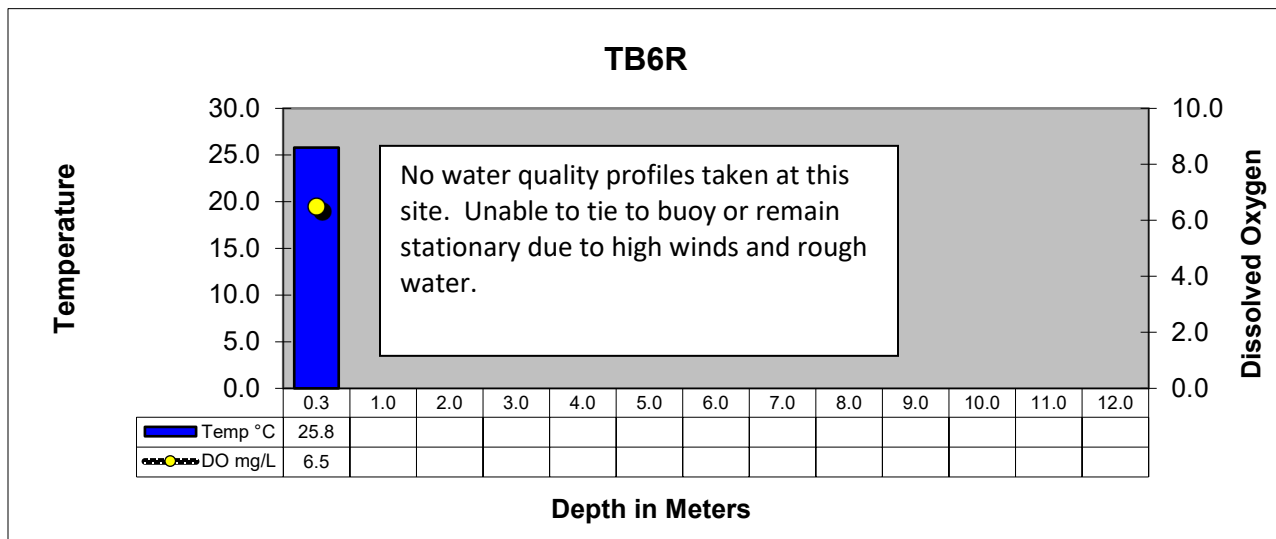 TB6R
Temperature
30.0
25.0
20.0
15.0
10.0
5.0
0.0
No water quality profiles taken at this
site.  Unable to tie to buoy or remain
stationary due to high winds and rough
water.
10.0
8.0
6.0
4.0
2.0
0.0
Dissolved Oxygen
0.3 1.0 2.0 3.0 4.0 5.0 6.0 7.0 8.0 9.0 10.0 11.0 12.0
Temp °C 25.8
DO mg/L 6.5
Depth in Meters